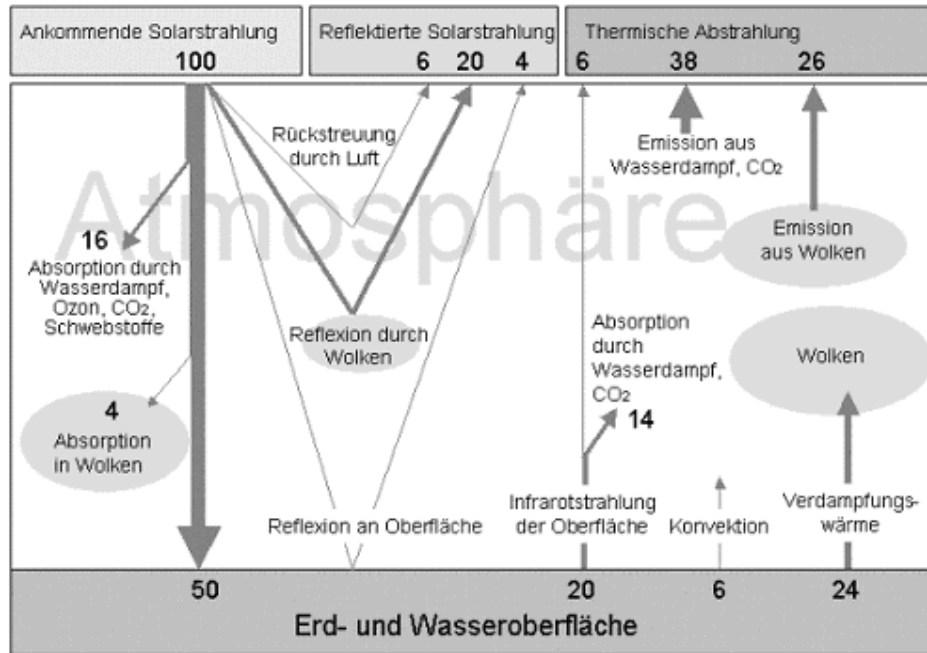 Ankommende Solarstrahlung
100
Reflektierte Solarstrahlung
6 20 4
Thermische Abstrahlung
6 38 26
Atmosphäre
Rückstreuung
durch Luft
Emission aus
Wasserdampf, CO₂
16
Absorption durch
Wasserdampf,
Ozon, CO₂,
Schwebstoffe
Emission
aus Wolken
Reflexion durch
Wolken
Absorption
durch
Wasserdampf,
CO₂
14
Wolken
4
Absorption
in Wolken
Reflexion an Oberfläche
Infrarotstrahlung
der Oberfläche
Konvektion
Verdampfungs-
wärme
50 20 6 24
Erd- und Wasseroberfläche